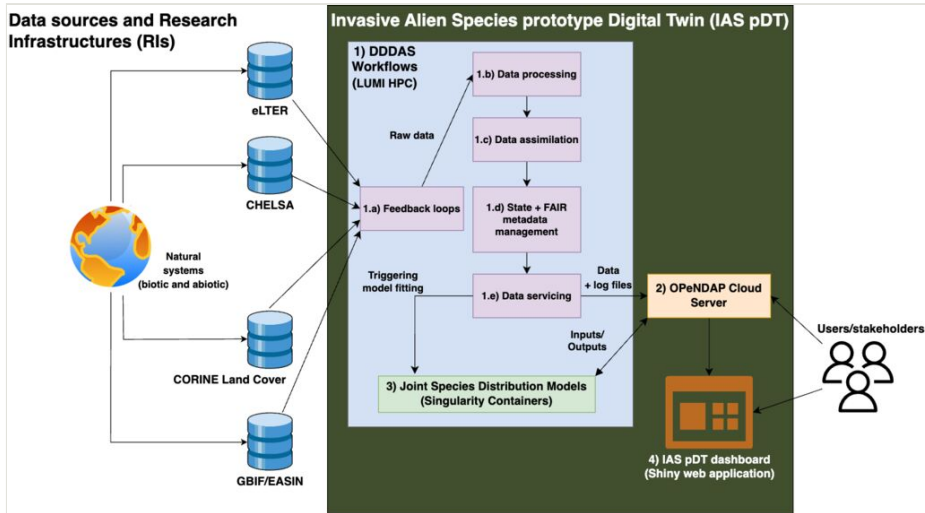 Data sources and Research
Infrastructures (RIs)
eLTER
CHELSA
Natural
systems
(biotic and abiotic)
CORINE Land Cover
GBIF/EASIN
Invasive Alien Species prototype Digital Twin (IAS pDT)
1) DDDAS
Workflows
(LUMI HPC)
1.b) Data processing
Raw data
1.c) Data assimilation
1.a) Feedback loops
1.d) State + FAIR
metadata
management
Triggering
model fitting
1.e) Data servicing
Data
+ log files
2) OPeNDAP Cloud
Server
Inputs/
Outputs
3) Joint Species Distribution Models
(Singularity Containers)
Users/stakeholders
4) IAS pDT dashboard
(Shiny web application)